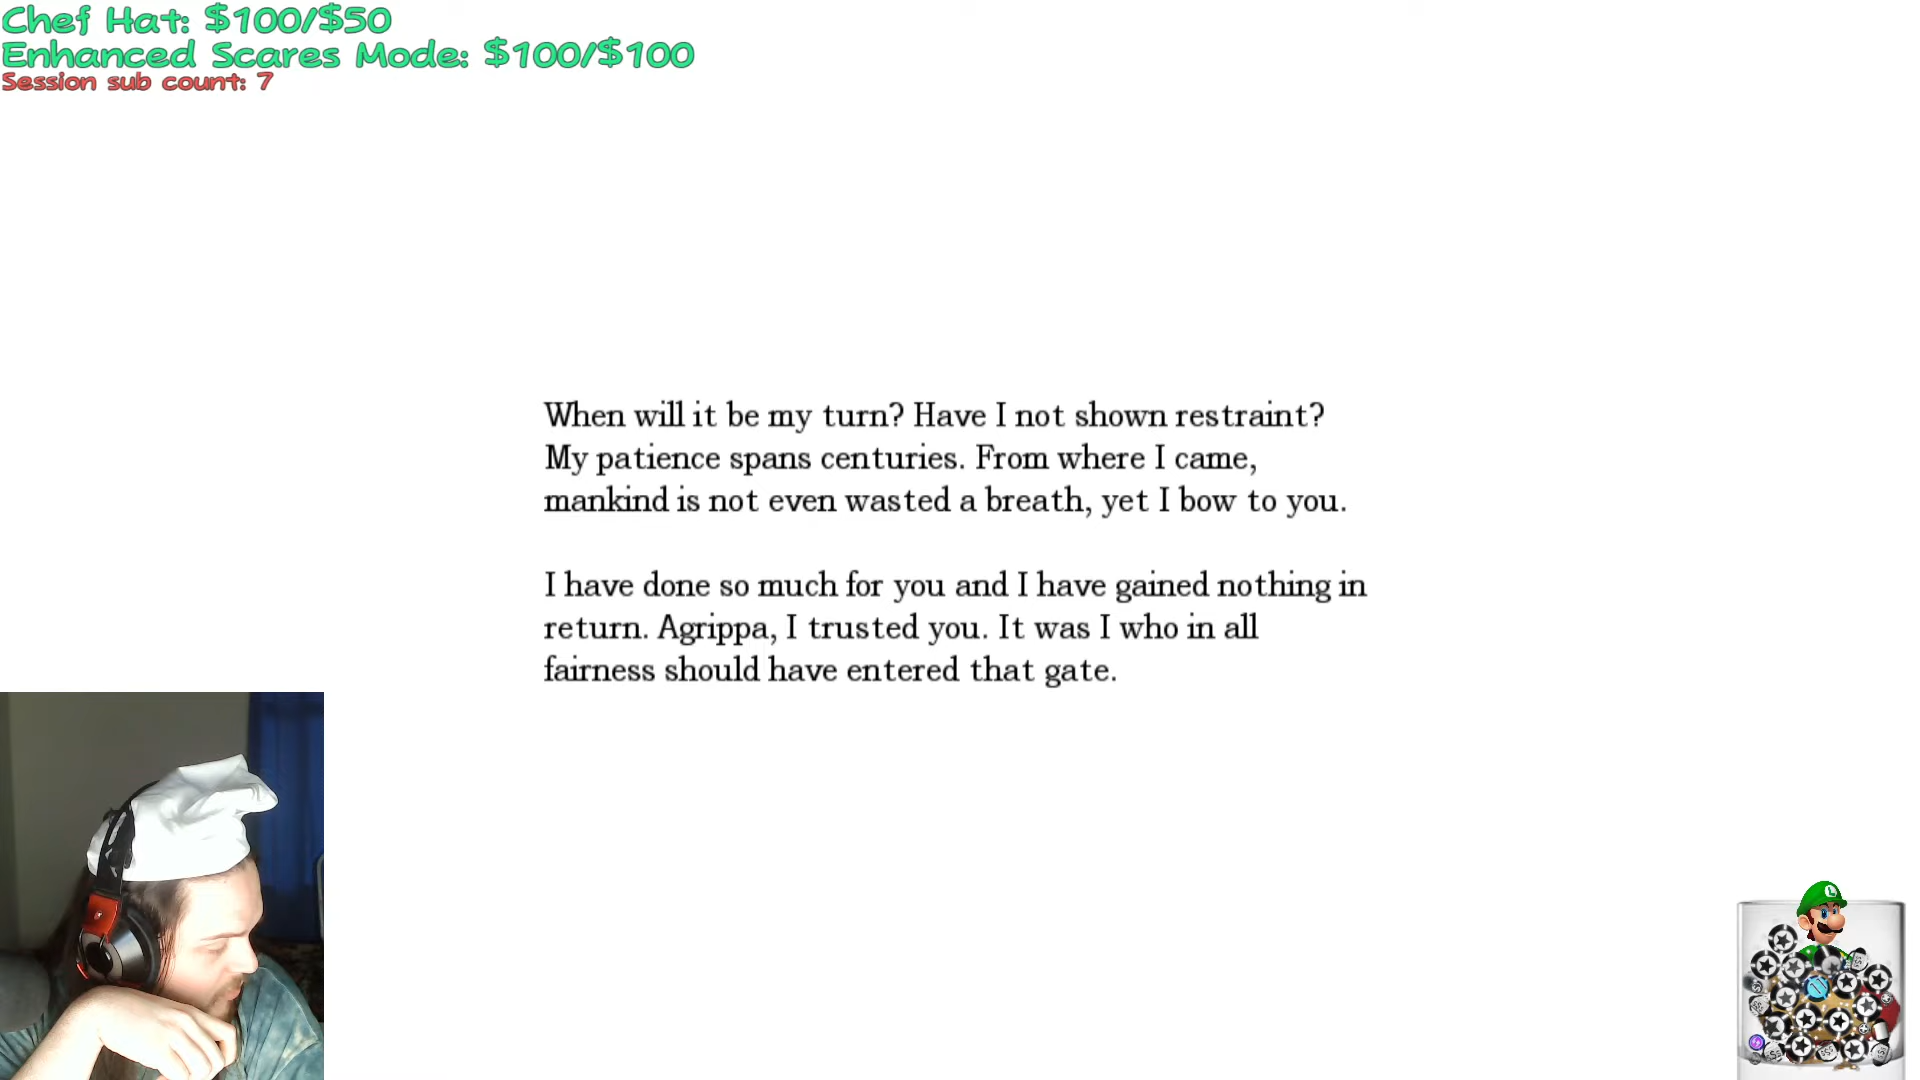 Chef Hat: $100/$50
Enhanced Scares Mode: $100/$100
Session sub count: 7
When will it be my turn? Have I not shown restraint?
My patience spans centuries. From where I came,
mankind is not even wasted a breath, yet I bow to you.
I have done so much for you and I have gained nothing in
return. Agrippa, I trusted you. It was I who in all
fairness should have entered that gate.
L